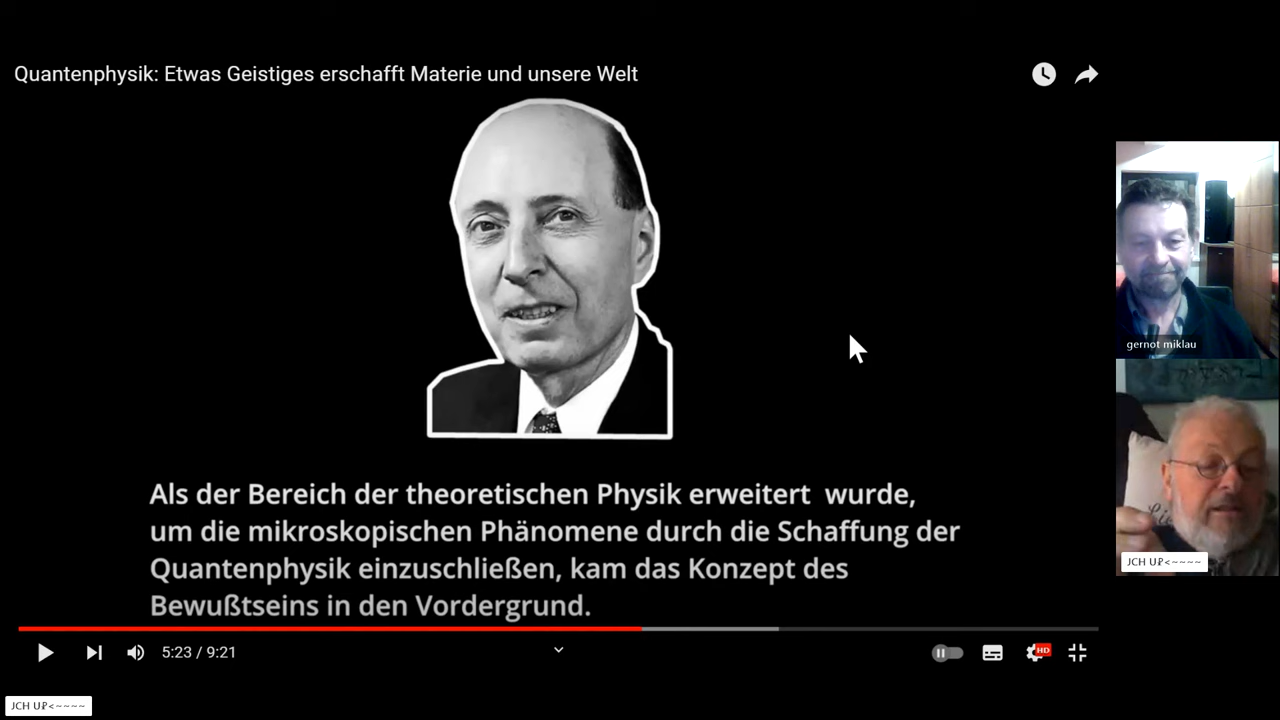 Quantenphysik: Etwas Geistiges erschafft Materie und unsere Welt
Als der Bereich der theoretischen Physik erweitert wurde,
um die mikroskopischen Phänomene durch die Schaffung der
Quantenphysik einzuschließen, kam das Konzept des
Bewußtseins in den Vordergrund.
5:23 / 9:21
HD
gernot miklau
JCH
JCH